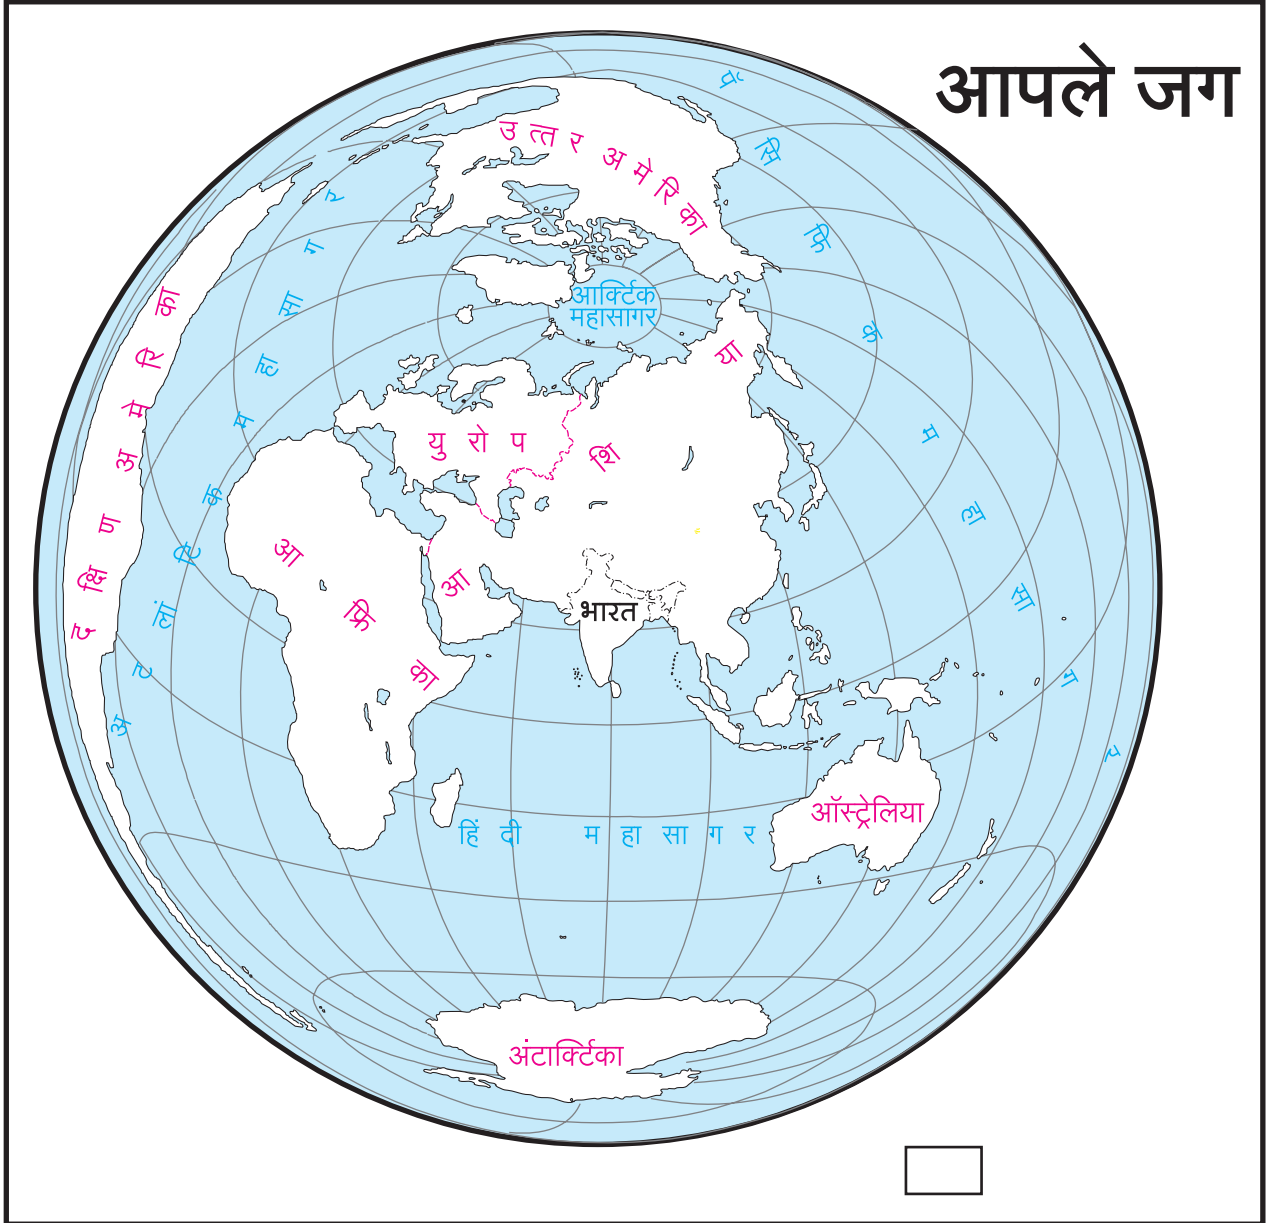 आपले जग
उत्तर अमेरिका
पॅसिफिक महासागर
अटलांटिक महासागर
आर्क्टिक
महासागर
दक्षिण अमेरिका
युरोप
आशिया
आफ्रिका
भारत
हिंदी महासागर
ऑस्ट्रेलिया
अंटार्क्टिका